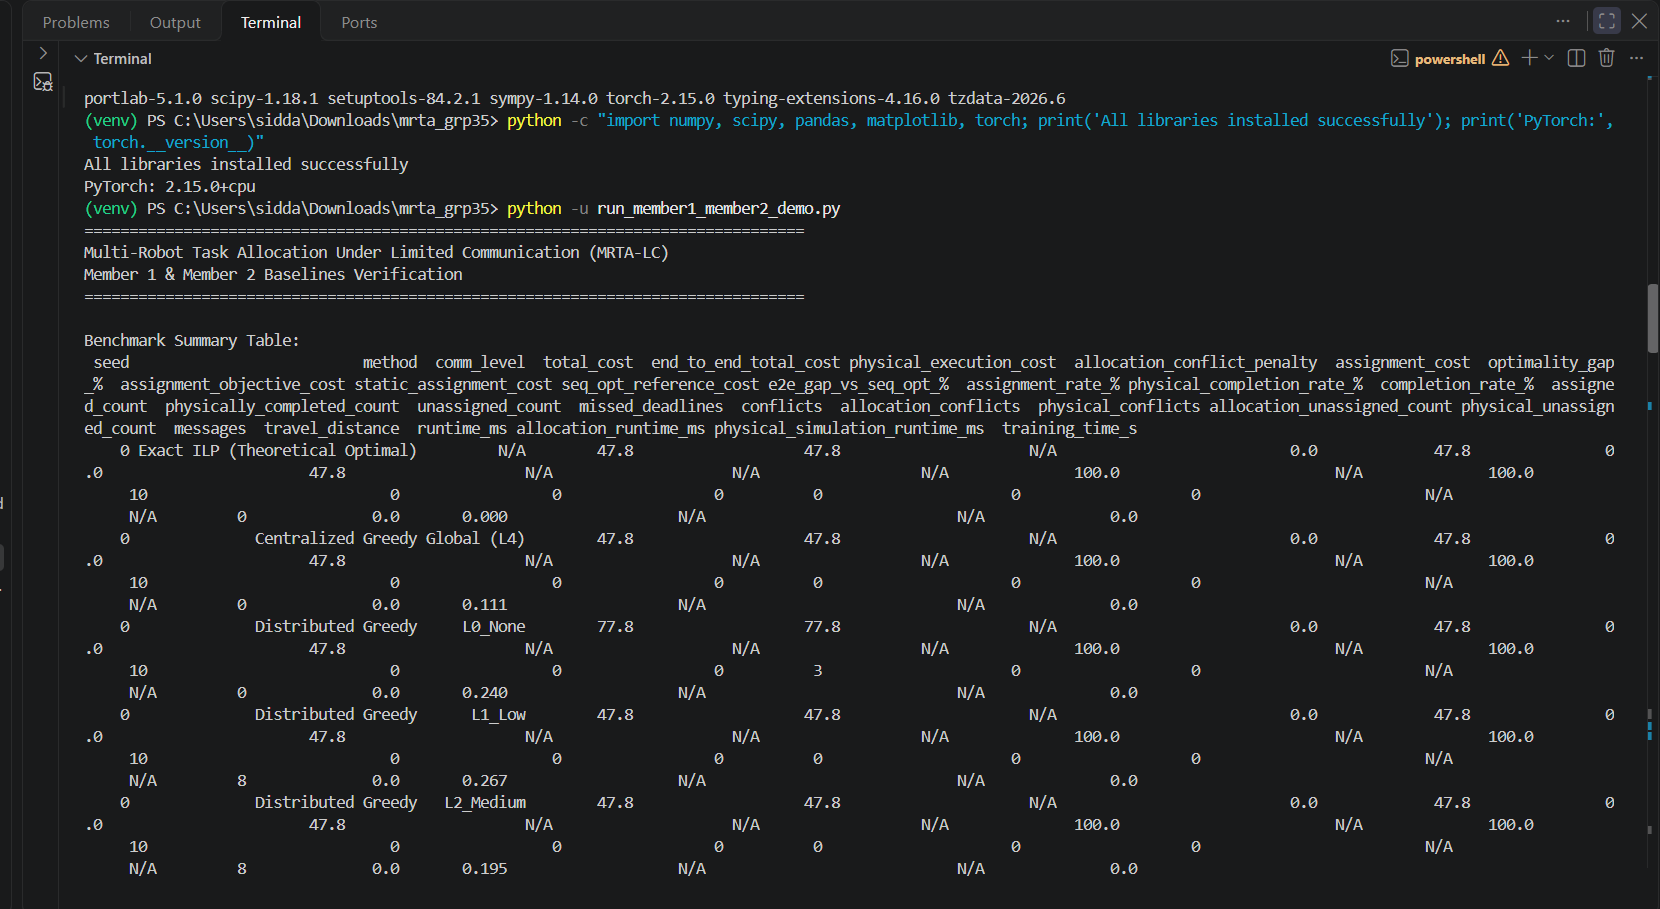 Problems Output Terminal Ports
Terminal
powershell
portlab-5.1.0 scipy-1.18.1 setuptools-84.2.1 sympy-1.14.0 torch-2.15.0 typing-extensions-4.16.0 tzdata-2026.6
(venv) PS C:\Users\sidda\Downloads\mrta_grp35> python -c "import numpy, scipy, pandas, matplotlib, torch; print('All libraries installed successfully'); print('PyTorch:',
torch.__version__)"
All libraries installed successfully
PyTorch: 2.15.0+cpu
(venv) PS C:\Users\sidda\Downloads\mrta_grp35> python -u run_member1_member2_demo.py
================================================================================
Multi-Robot Task Allocation Under Limited Communication (MRTA-LC)
Member 1 & Member 2 Baselines Verification
================================================================================
Benchmark Summary Table:
seed method comm_level total_cost end_to_end_total_cost physical_execution_cost allocation_conflict_penalty assignment_cost optimality_gap
_% assignment_objective_cost static_assignment_cost seq_opt_reference_cost e2e_gap_vs_seq_opt_% assignment_rate_% physical_completion_rate_% completion_rate_% assigne
d_count physically_completed_count unassigned_count missed_deadlines conflicts allocation_conflicts physical_conflicts allocation_unassigned_count physical_unassign
ed_count messages travel_distance runtime_ms allocation_runtime_ms physical_simulation_runtime_ms training_time_s
0 Exact ILP (Theoretical Optimal) N/A 47.8 47.8 N/A 0.0 47.8 0
.0 47.8 N/A N/A N/A 100.0 N/A 100.0
10 0 0 0 0 0 0 N/A
N/A 0 0.0 0.000 N/A N/A 0.0
0 Centralized Greedy Global (L4) 47.8 47.8 N/A 0.0 47.8 0
.0 47.8 N/A N/A N/A 100.0 N/A 100.0
10 0 0 0 0 0 0 N/A
N/A 0 0.0 0.111 N/A N/A 0.0
0 Distributed Greedy L0_None 77.8 77.8 N/A 0.0 47.8 0
.0 47.8 N/A N/A N/A 100.0 N/A 100.0
10 0 0 0 3 0 0 N/A
N/A 0 0.0 0.240 N/A N/A 0.0
0 Distributed Greedy L1_Low 47.8 47.8 N/A 0.0 47.8 0
.0 47.8 N/A N/A N/A 100.0 N/A 100.0
10 0 0 0 0 0 0 N/A
N/A 8 0.0 0.267 N/A N/A 0.0
0 Distributed Greedy L2_Medium 47.8 47.8 N/A 0.0 47.8 0
.0 47.8 N/A N/A N/A 100.0 N/A 100.0
10 0 0 0 0 0 0 N/A
N/A 8 0.0 0.195 N/A N/A 0.0